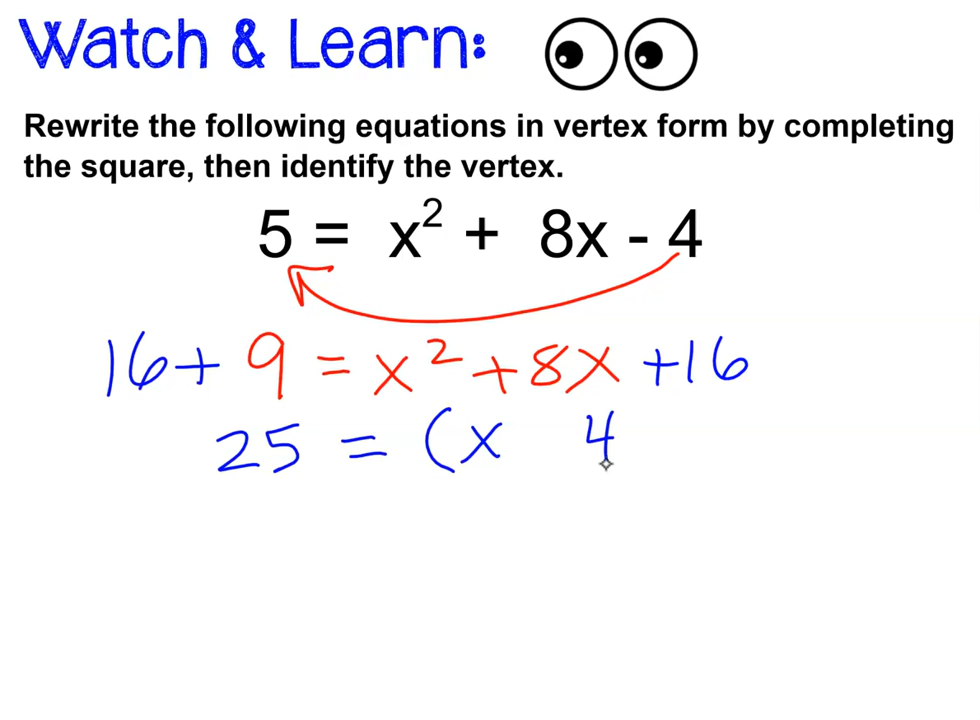 Watch & Learn:
Rewrite the following equations in vertex form by completing
the square, then identify the vertex.
5 = x² + 8x - 4
16 + 9 = x² + 8x + 16
25 = (x 4